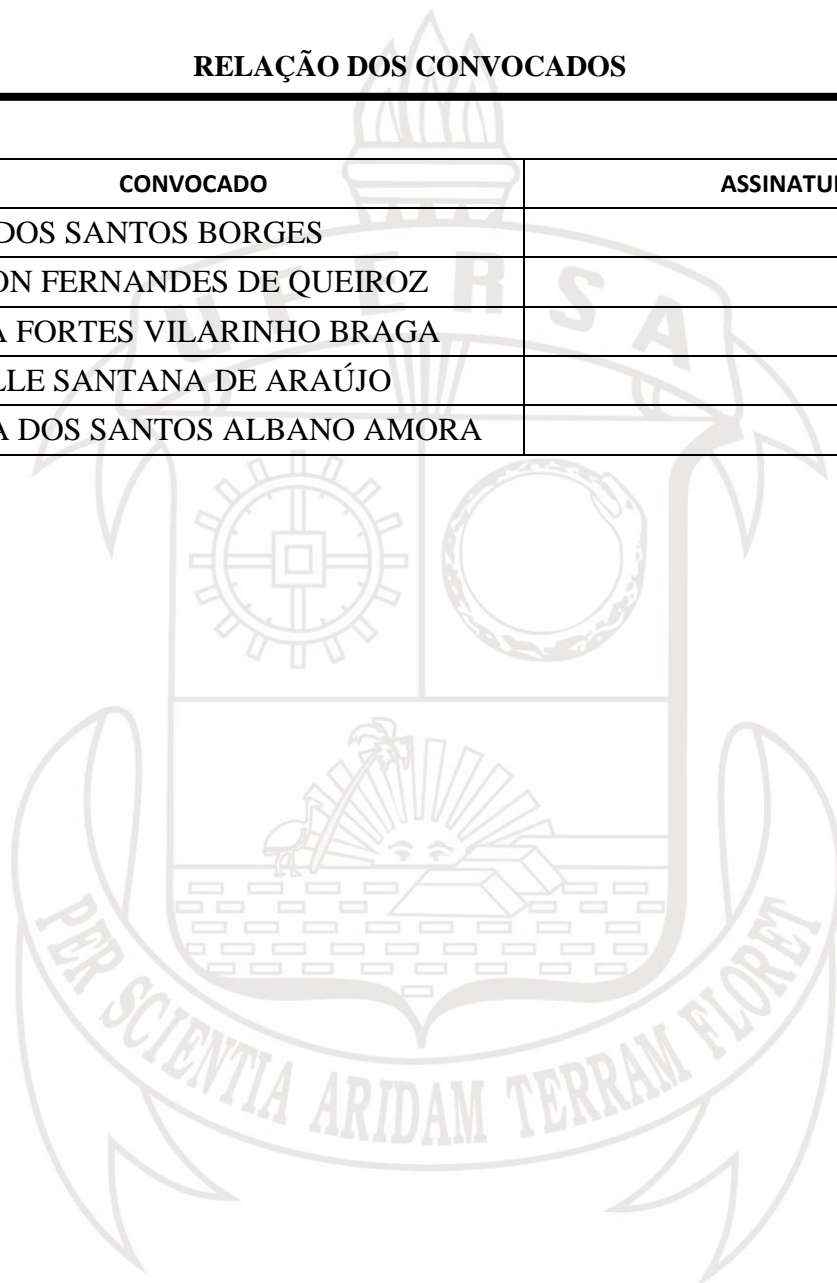 RELAÇÃO DOS CONVOCADOS
CONVOCADO ASSINATU
DOS SANTOS BORGES
ON FERNANDES DE QUEIROZ
A FORTES VILARINHO BRAGA
LLE SANTANA DE ARAÚJO
A DOS SANTOS ALBANO AMORA
UFERSA
PER SCIENTIA ARIDAM TERRAM FLORET